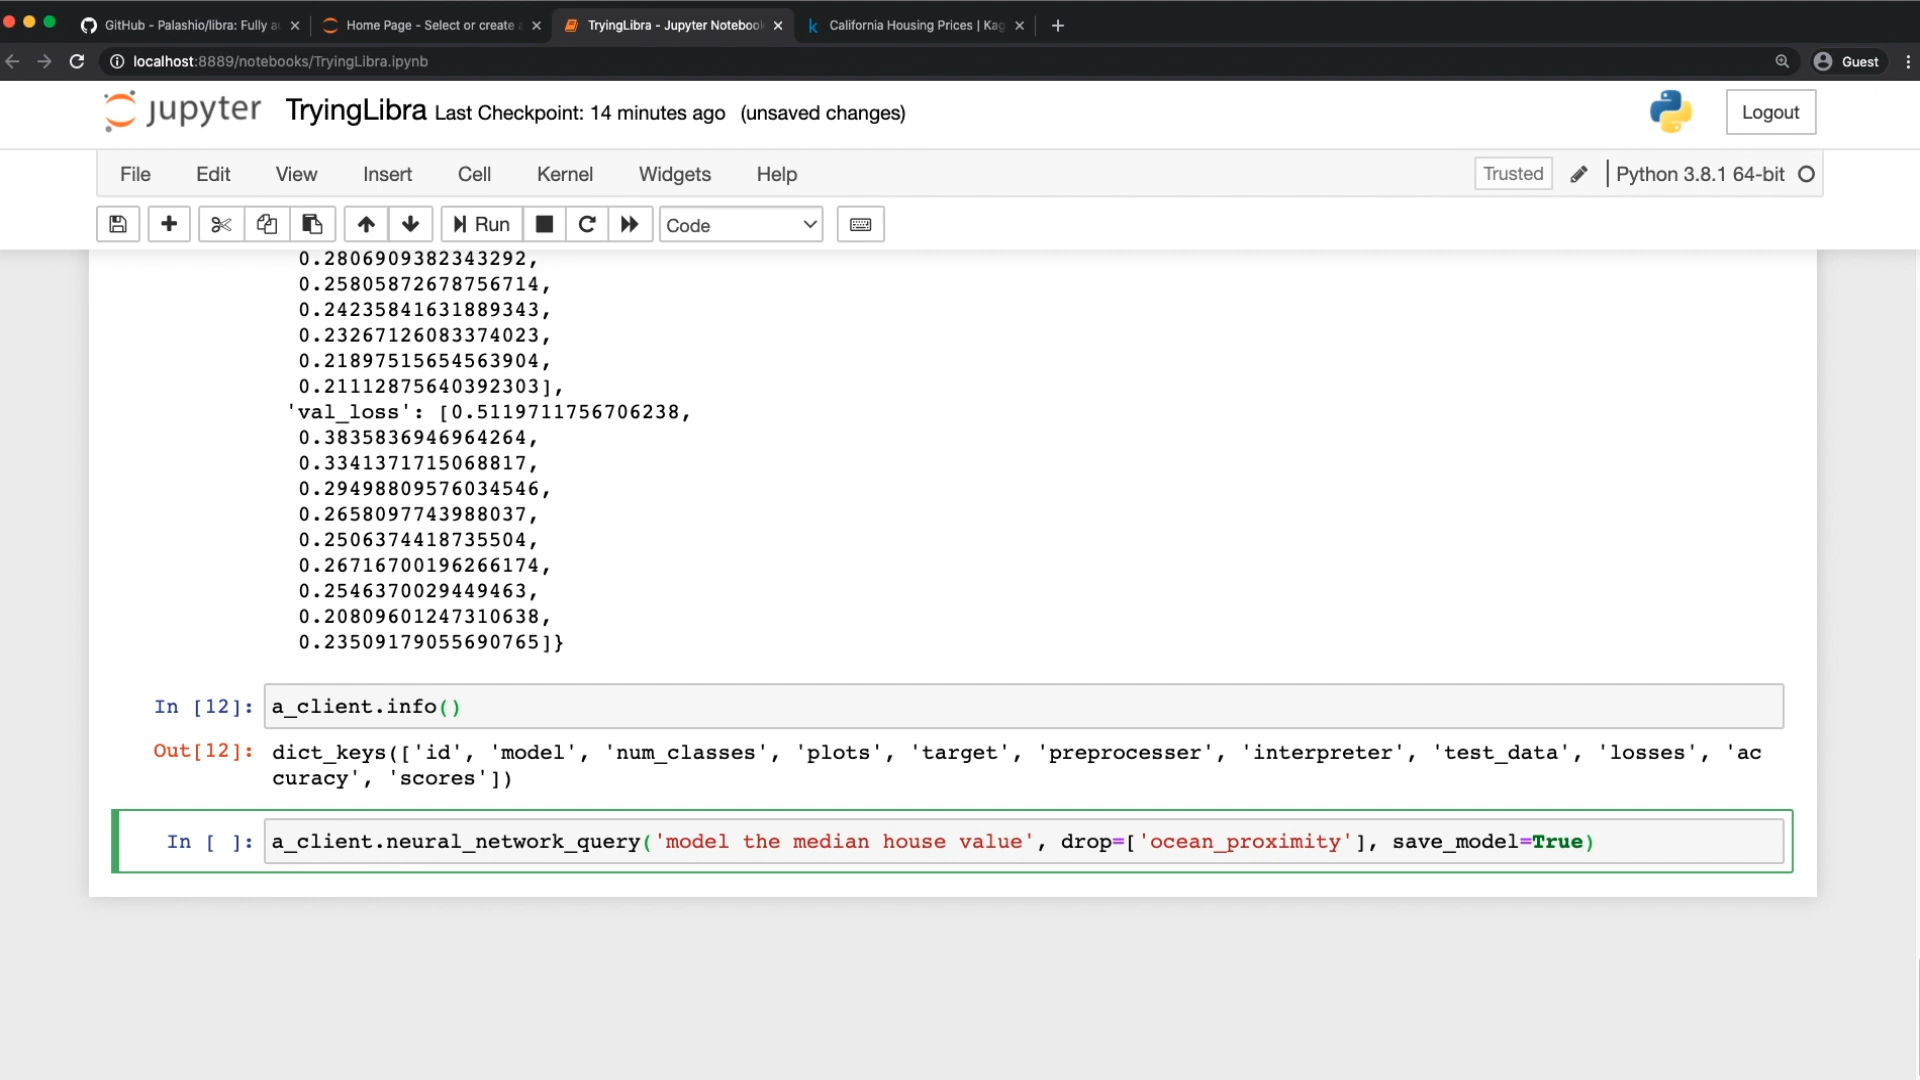 GitHub - Palashio/libra: Fully a
Home Page - Select or create a
TryingLibra - Jupyter Notebook
k California Housing Prices | Kag
localhost:8889/notebooks/TryingLibra.ipynb
Guest
jupyter TryingLibra Last Checkpoint: 14 minutes ago (unsaved changes)
Logout
File Edit View Insert Cell Kernel Widgets Help
Trusted Python 3.8.1 64-bit
Run Code
0.2806909382343292,
0.25805872678756714,
0.24235841631889343,
0.23267126083374023,
0.21897515654563904,
0.21112875640392303],
'val_loss': [0.5119711756706238,
0.3835836946964264,
0.3341371715068817,
0.29498809576034546,
0.2658097743988037,
0.2506374418735504,
0.26716700196266174,
0.2546370029449463,
0.20809601247310638,
0.23509179055690765]}
In [12]: a_client.info()
Out[12]: dict_keys(['id', 'model', 'num_classes', 'plots', 'target', 'preprocesser', 'interpreter', 'test_data', 'losses', 'ac
curacy', 'scores'])
In [ ]: a_client.neural_network_query('model the median house value', drop=['ocean_proximity'], save_model=True)